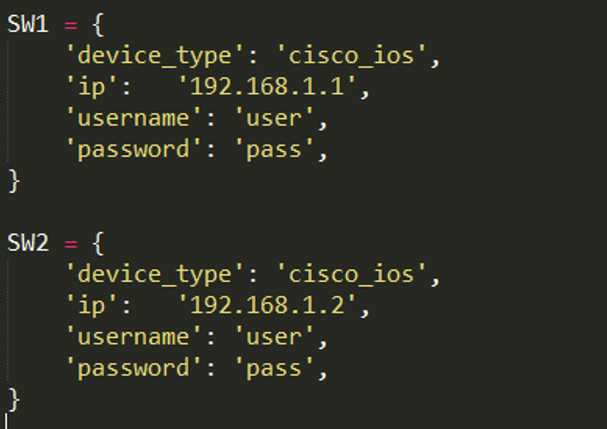 SW1 = {
    'device_type': 'cisco_ios',
    'ip':   '192.168.1.1',
    'username': 'user',
    'password': 'pass',
}
SW2 = {
    'device_type': 'cisco_ios',
    'ip':   '192.168.1.2',
    'username': 'user',
    'password': 'pass',
}